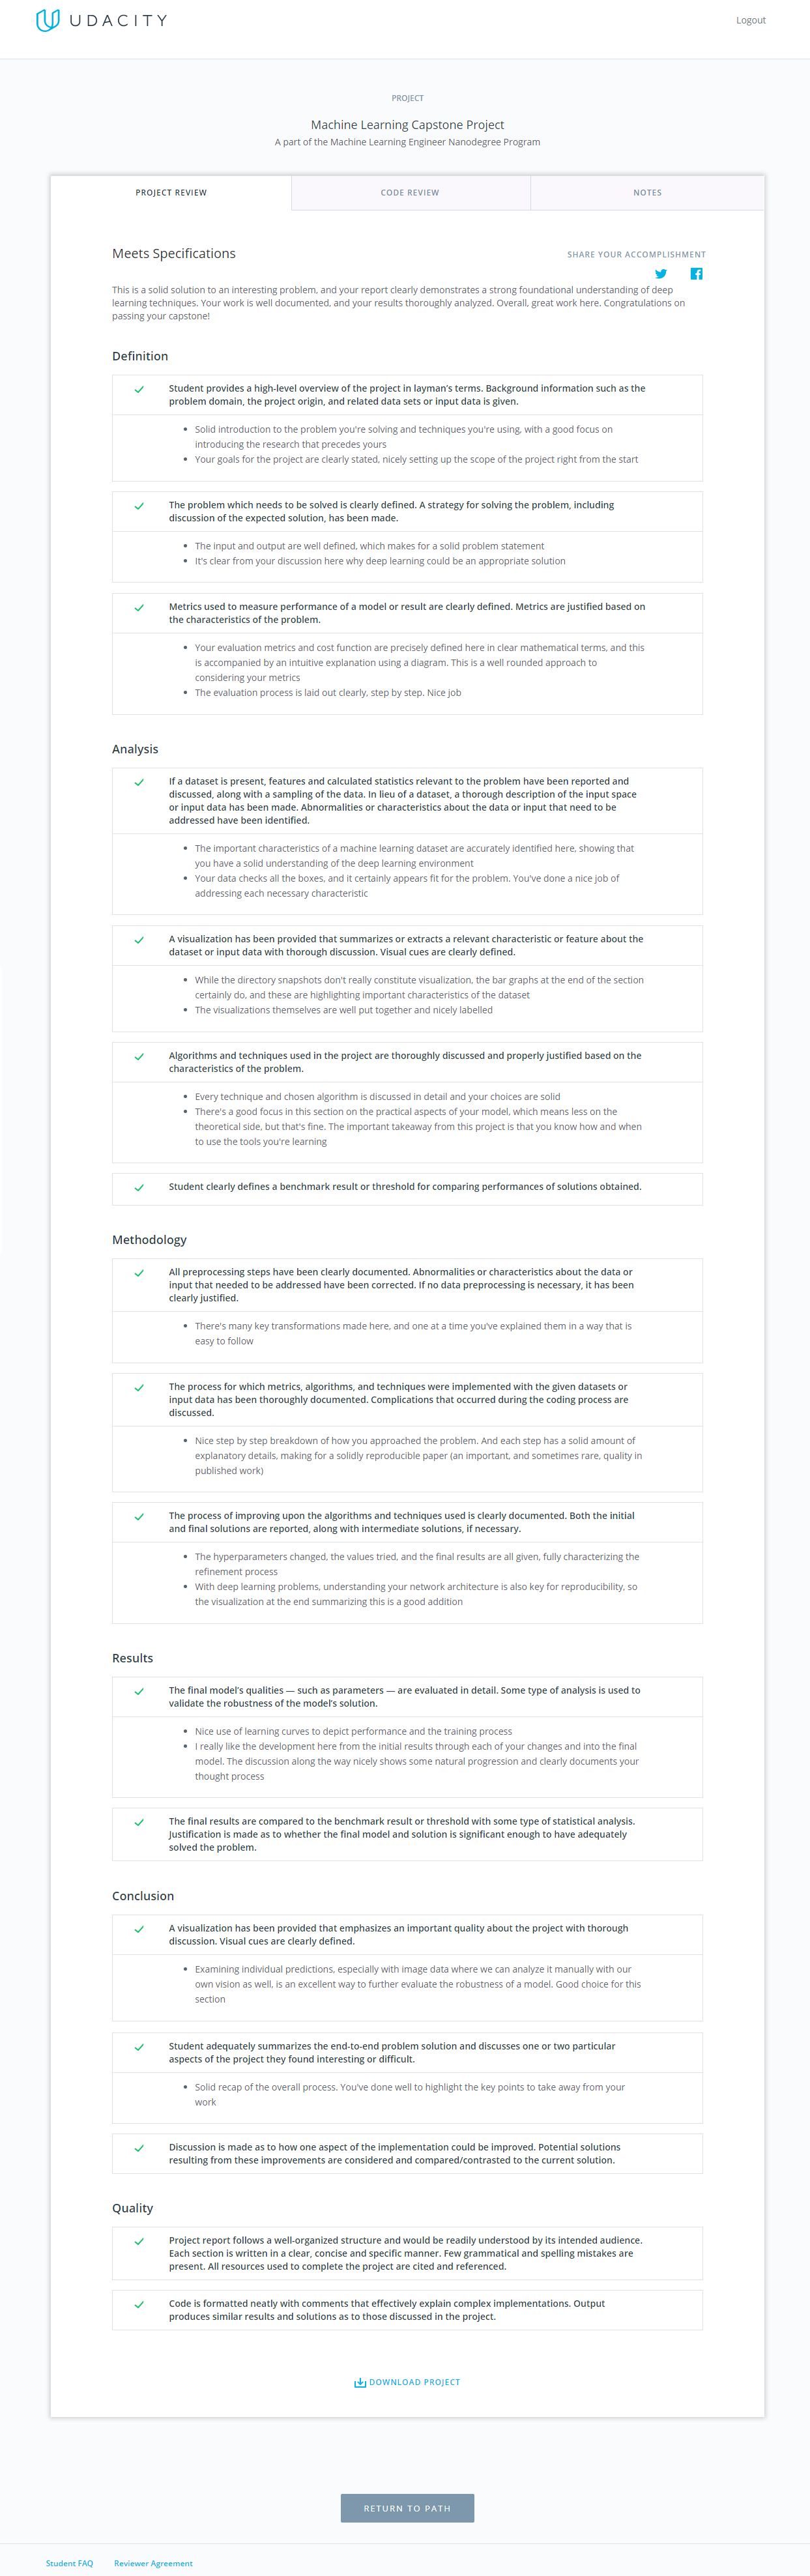 UDACITY
Logout
PROJECT
Machine Learning Capstone Project
A part of the Machine Learning Engineer Nanodegree Program
PROJECT REVIEW
CODE REVIEW
NOTES
Meets Specifications
SHARE YOUR ACCOMPLISHMENT
This is a solid solution to an interesting problem, and your report clearly demonstrates a strong foundational understanding of deep
learning techniques. Your work is well documented, and your results thoroughly analyzed. Overall, great work here. Congratulations on
passing your capstone!
Definition
Student provides a high-level overview of the project in layman's terms. Background information such as the
problem domain, the project origin, and related data sets or input data is given.
Solid introduction to the problem you're solving and techniques you're using, with a good focus on
introducing the research that precedes yours
Your goals for the project are clearly stated, nicely setting up the scope of the project right from the start
The problem which needs to be solved is clearly defined. A strategy for solving the problem, including
discussion of the expected solution, has been made.
The input and output are well defined, which makes for a solid problem statement
It's clear from your discussion here why deep learning could be an appropriate solution
Metrics used to measure performance of a model or result are clearly defined. Metrics are justified based on
the characteristics of the problem.
Your evaluation metrics and cost function are precisely defined here in clear mathematical terms, and this
is accompanied by an intuitive explanation using a diagram. This is a well rounded approach to
considering your metrics
The evaluation process is laid out clearly, step by step. Nice job
Analysis
If a dataset is present, features and calculated statistics relevant to the problem have been reported and
discussed, along with a sampling of the data. In lieu of a dataset, a thorough description of the input space
or input data has been made. Abnormalities or characteristics about the data or input that need to be
addressed have been identified.
The important characteristics of a machine learning dataset are accurately identified here, showing that
you have a solid understanding of the deep learning environment
Your data checks all the boxes, and it certainly appears fit for the problem. You've done a nice job of
addressing each necessary characteristic
A visualization has been provided that summarizes or extracts a relevant characteristic or feature about the
dataset or input data with thorough discussion. Visual cues are clearly defined.
While the directory snapshots don't really constitute visualization, the bar graphs at the end of the section
certainly do, and these are highlighting important characteristics of the dataset
The visualizations themselves are well put together and nicely labelled
Algorithms and techniques used in the project are thoroughly discussed and properly justified based on the
characteristics of the problem.
Every technique and chosen algorithm is discussed in detail and your choices are solid
There's a good focus in this section on the practical aspects of your model, which means less on the
theoretical side, but that's fine. The important takeaway from this project is that you know how and when
to use the tools you're learning
Student clearly defines a benchmark result or threshold for comparing performances of solutions obtained.
Methodology
All preprocessing steps have been clearly documented. Abnormalities or characteristics about the data or
input that needed to be addressed have been corrected. If no data preprocessing is necessary, it has been
clearly justified.
There's many key transformations made here, and one at a time you've explained them in a way that is
easy to follow
The process for which metrics, algorithms, and techniques were implemented with the given datasets or
input data has been thoroughly documented. Complications that occurred during the coding process are
discussed.
Nice step by step breakdown of how you approached the problem. And each step has a solid amount of
explanatory details, making for a solidly reproducible paper (an important, and sometimes rare, quality in
published work)
The process of improving upon the algorithms and techniques used is clearly documented. Both the initial
and final solutions are reported, along with intermediate solutions, if necessary.
The hyperparameters changed, the values tried, and the final results are all given, fully characterizing the
refinement process
With deep learning problems, understanding your network architecture is also key for reproducibility, so
the visualization at the end summarizing this is a good addition
Results
The final model's qualities — such as parameters — are evaluated in detail. Some type of analysis is used to
validate the robustness of the model's solution.
Nice use of learning curves to depict performance and the training process
I really like the development here from the initial results through each of your changes and into the final
model. The discussion along the way nicely shows some natural progression and clearly documents your
thought process
The final results are compared to the benchmark result or threshold with some type of statistical analysis.
Justification is made as to whether the final model and solution is significant enough to have adequately
solved the problem.
Conclusion
A visualization has been provided that emphasizes an important quality about the project with thorough
discussion. Visual cues are clearly defined.
Examining individual predictions, especially with image data where we can analyze it manually with our
own vision as well, is an excellent way to further evaluate the robustness of a model. Good choice for this
section
Student adequately summarizes the end-to-end problem solution and discusses one or two particular
aspects of the project they found interesting or difficult.
Solid recap of the overall process. You've done well to highlight the key points to take away from your
work
Discussion is made as to how one aspect of the implementation could be improved. Potential solutions
resulting from these improvements are considered and compared/contrasted to the current solution.
Quality
Project report follows a well-organized structure and would be readily understood by its intended audience.
Each section is written in a clear, concise and specific manner. Few grammatical and spelling mistakes are
present. All resources used to complete the project are cited and referenced.
Code is formatted neatly with comments that effectively explain complex implementations. Output
produces similar results and solutions as to those discussed in the project.
DOWNLOAD PROJECT
RETURN TO PATH
Student FAQ
Reviewer Agreement